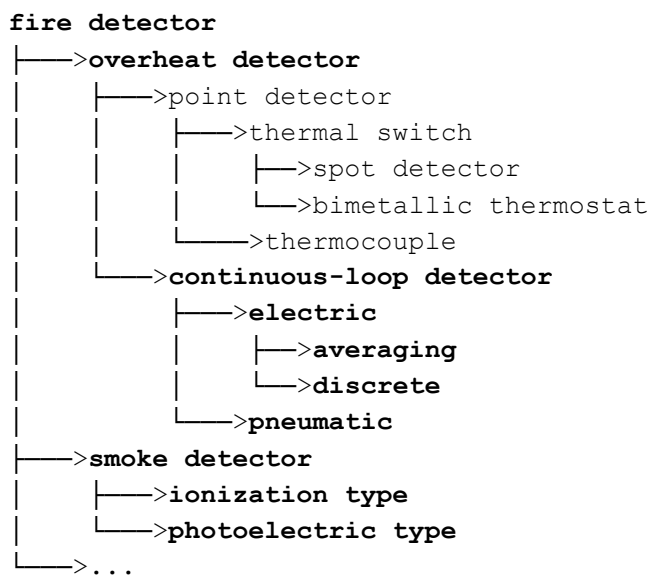 fire detector
├───>overheat detector
│    ├───>point detector
│    │    ├───>thermal switch
│    │    │    ├──>spot detector
│    │    │    └──>bimetallic thermostat
│    │    └────>thermocouple
│    └───>continuous-loop detector
│         ├───>electric
│         │    ├──>averaging
│         │    └──>discrete
│         └───>pneumatic
├───>smoke detector
│    ├───>ionization type
│    └───>photoelectric type
└───>...